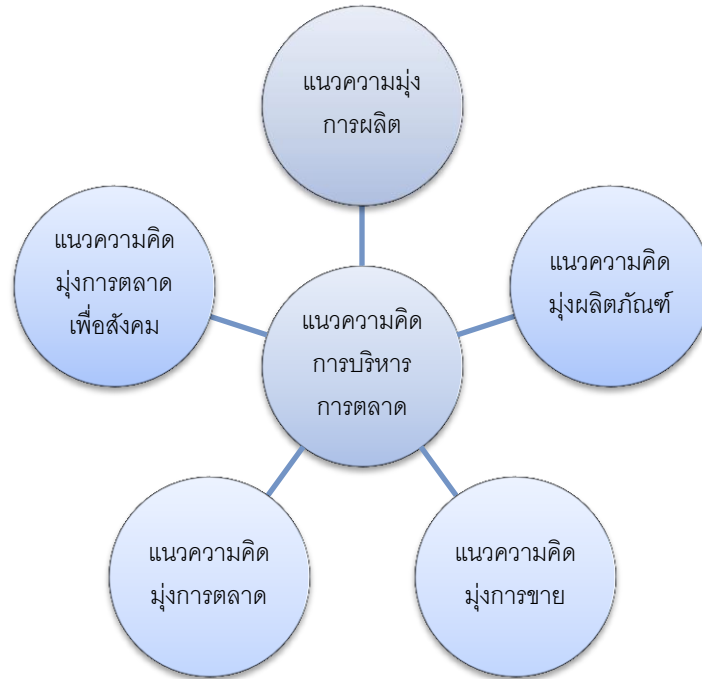 แนวความมุ่ง
การผลิต
แนวความคิด
มุ่งผลิตภัณฑ์
แนวความคิด
มุ่งการขาย
แนวความคิด
มุ่งการตลาด
แนวความคิด
มุ่งการตลาด
เพื่อสังคม
แนวความคิด
การบริหาร
การตลาด